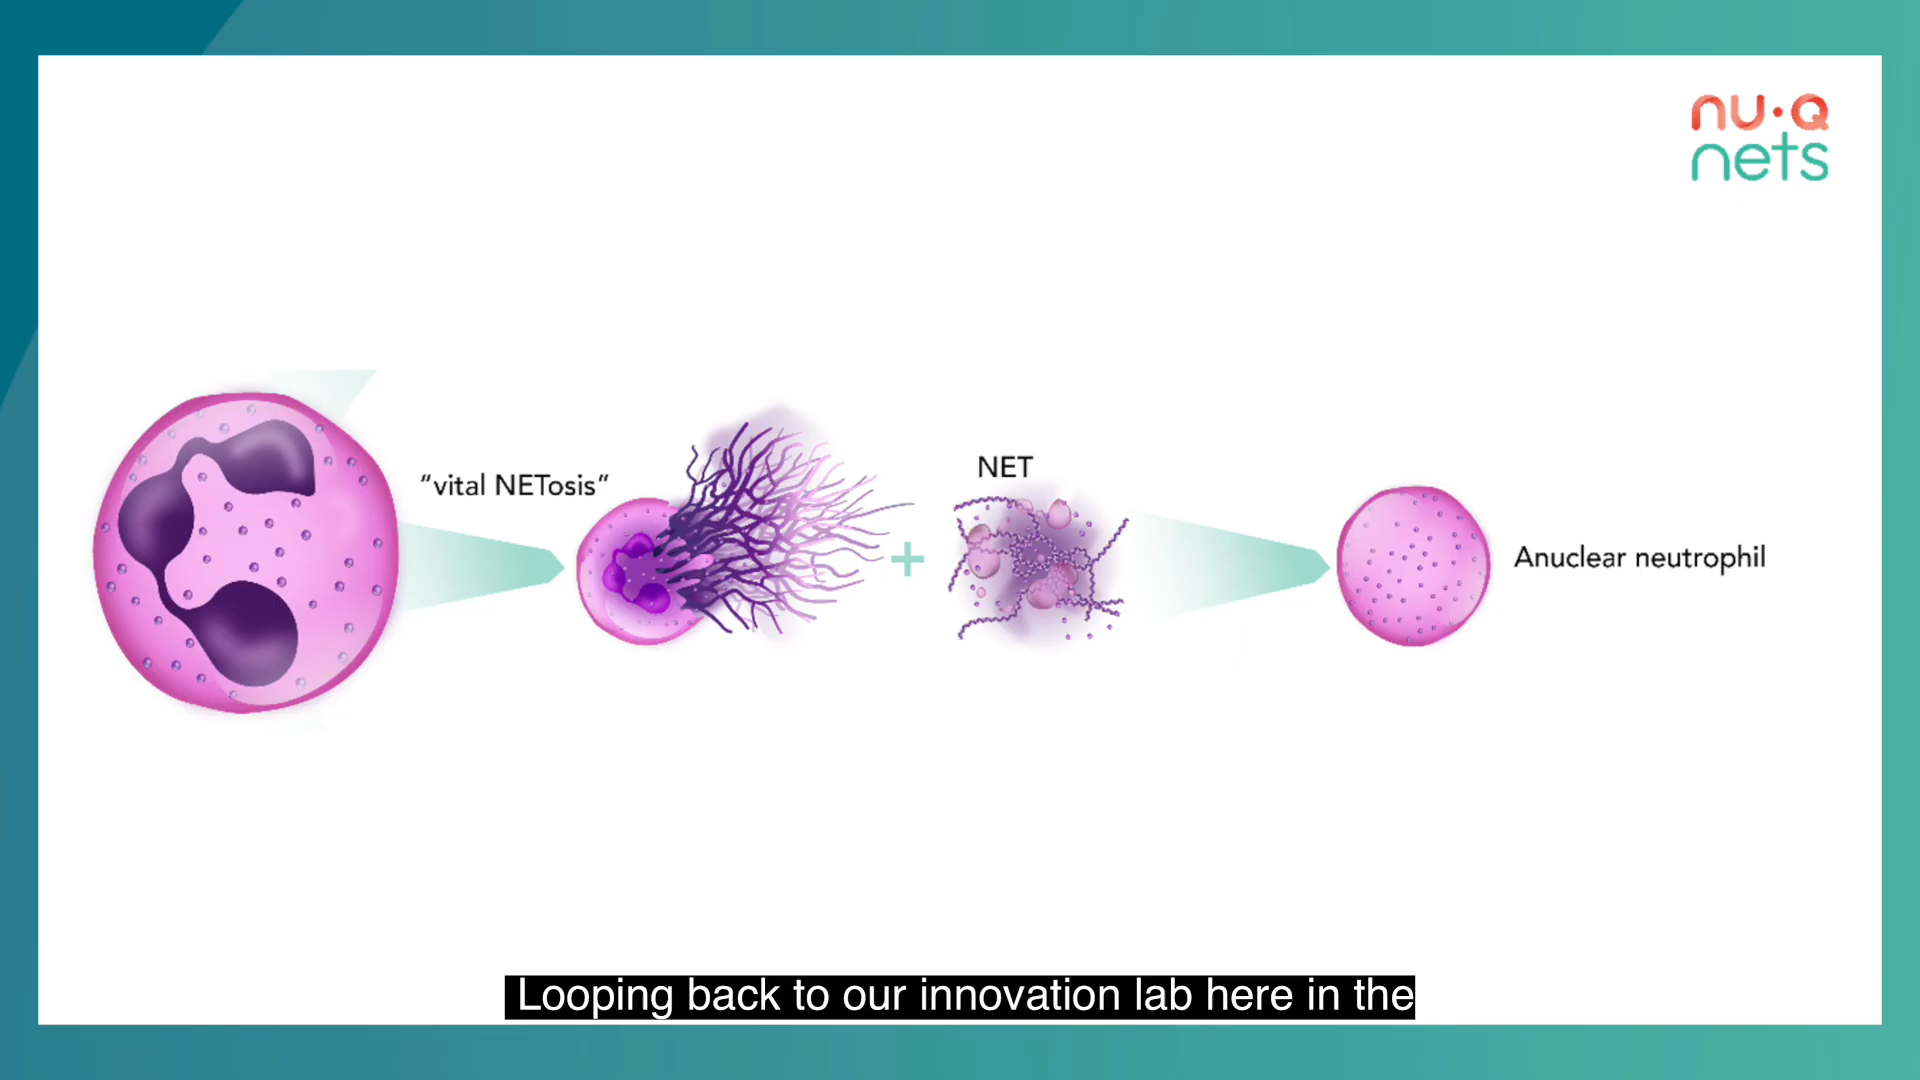 nu•Q
nets
“vital NETosis”
NET
+
Anuclear neutrophil
Looping back to our innovation lab here in the